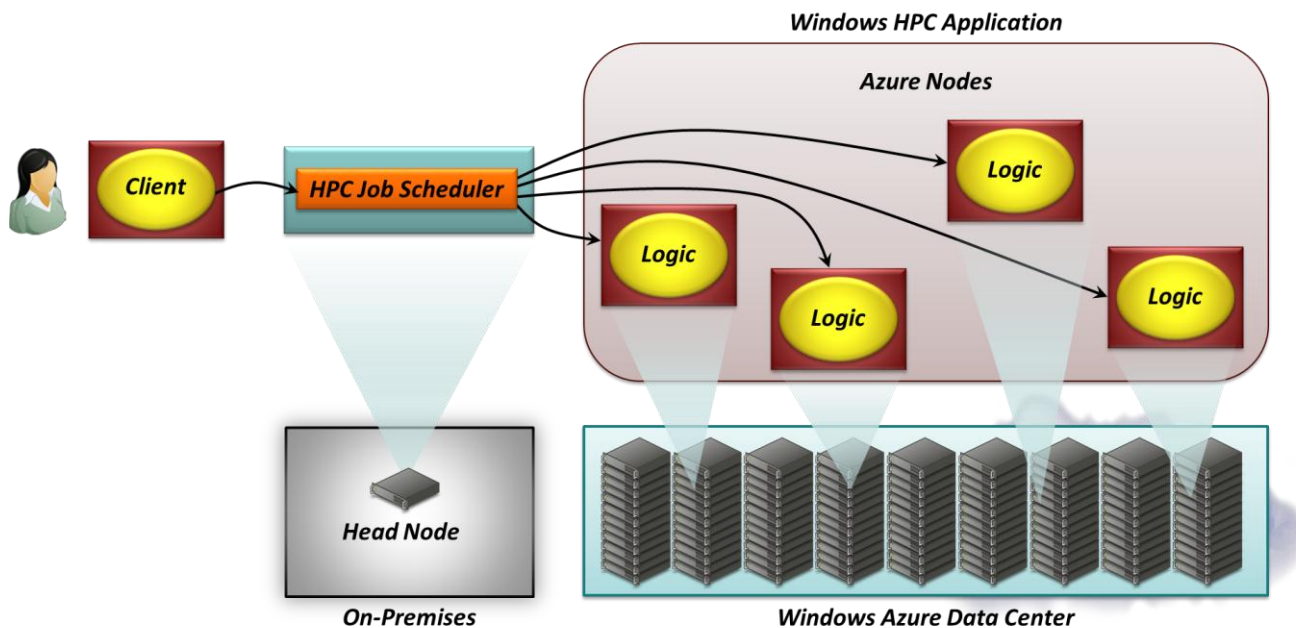 Windows HPC Application
Azure Nodes
Client
HPC Job Scheduler
Logic
Logic
Logic
Logic
Head Node
On-Premises
Windows Azure Data Center